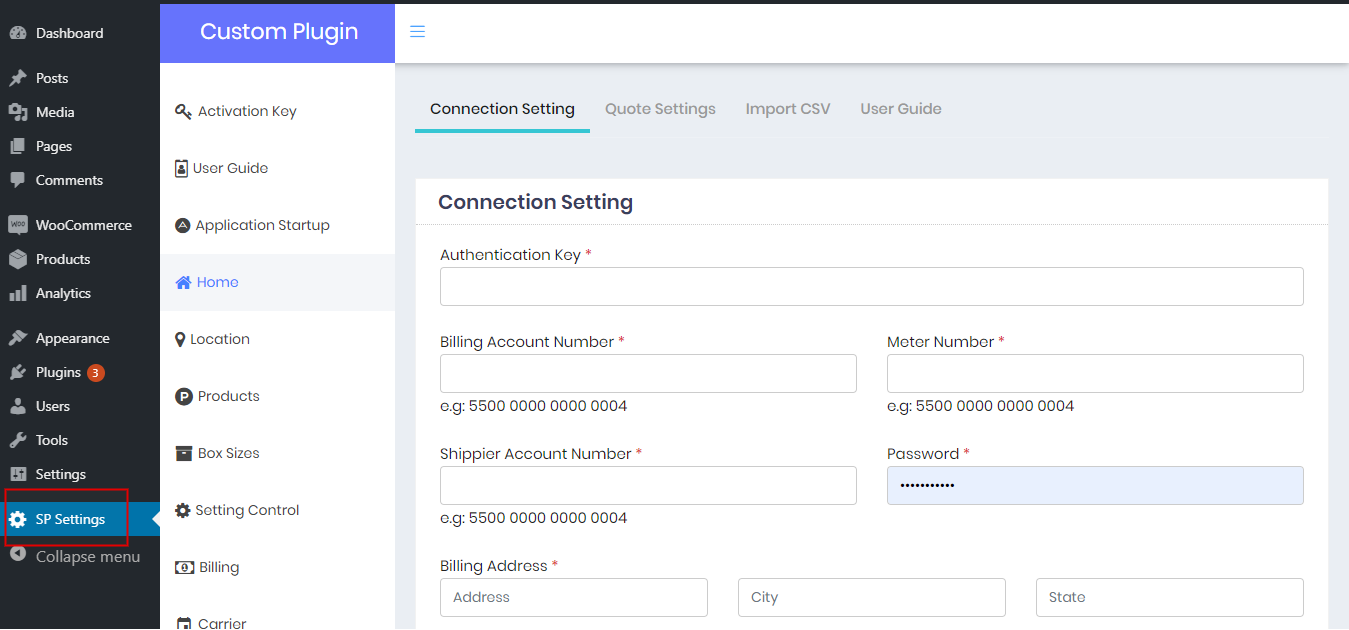 Dashboard
Posts
Media
Pages
Comments
WooCommerce
Products
Analytics
Appearance
Plugins 3
Users
Tools
Settings
SP Settings
Collapse menu
Custom Plugin
Activation Key
User Guide
Application Startup
Home
Location
Products
Box Sizes
Setting Control
Billing
Carrier
Connection Setting Quote Settings Import CSV User Guide
Connection Setting
Authentication Key *
Billing Account Number * Meter Number *
e.g: 5500 0000 0000 0004 e.g: 5500 0000 0000 0004
Shippier Account Number * Password *
•••••••••••
e.g: 5500 0000 0000 0004
Billing Address *
Address City State